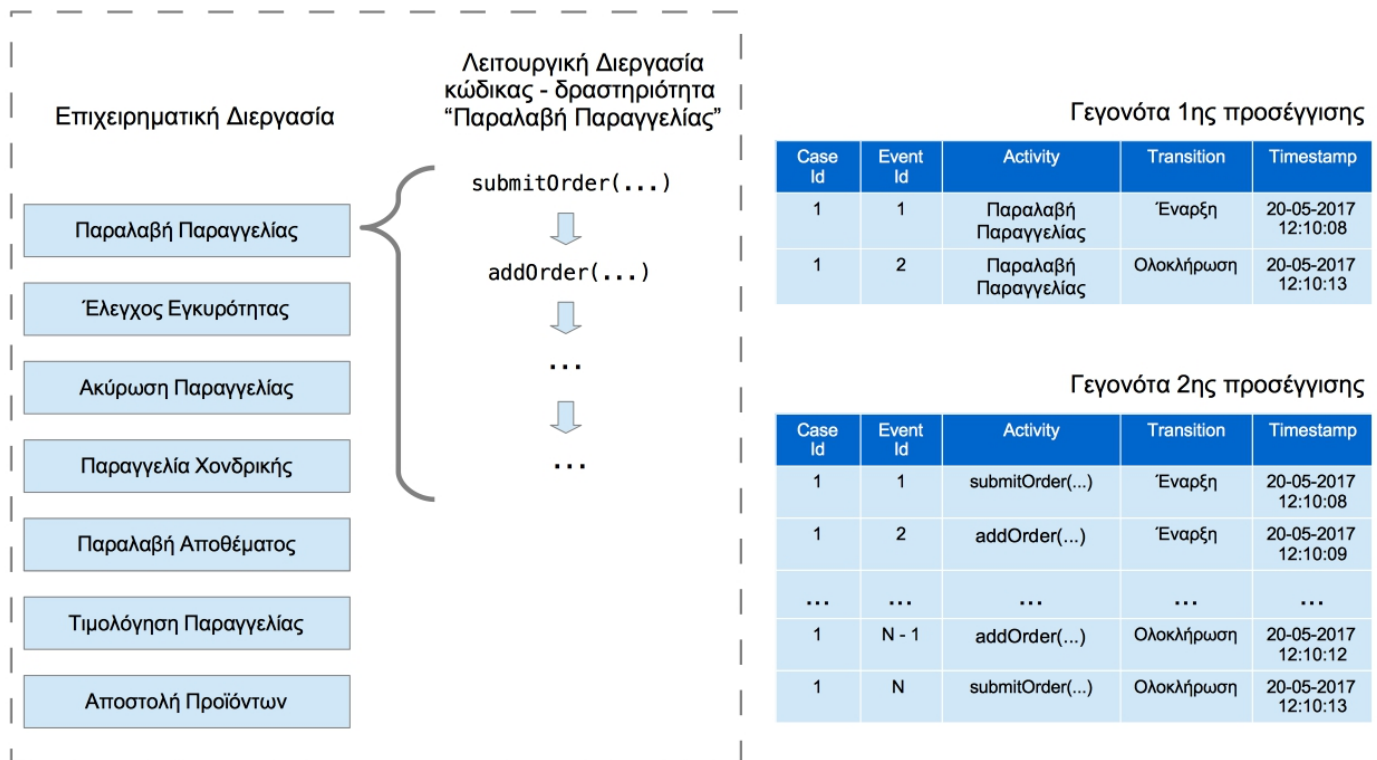 Επιχειρηματική Διεργασία
Παραλαβή Παραγγελίας
Έλεγχος Εγκυρότητας
Ακύρωση Παραγγελίας
Παραγγελία Χονδρικής
Παραλαβή Αποθέματος
Τιμολόγηση Παραγγελίας
Αποστολή Προϊόντων
Λειτουργική Διεργασία
κώδικας - δραστηριότητα
“Παραλαβή Παραγγελίας”
submitOrder(...)
addOrder(...)
...
...
Γεγονότα 1ης προσέγγισης
Case Event Activity Transition Timestamp
Id Id
1 1 Παραλαβή Έναρξη 20-05-2017
Παραγγελίας 12:10:08
1 2 Παραλαβή Ολοκλήρωση 20-05-2017
Παραγγελίας 12:10:13
Γεγονότα 2ης προσέγγισης
Case Event Activity Transition Timestamp
Id Id
1 1 submitOrder(...) Έναρξη 20-05-2017
12:10:08
1 2 addOrder(...) Έναρξη 20-05-2017
12:10:09
... ... ... ... ...
1 N - 1 addOrder(...) Ολοκλήρωση 20-05-2017
12:10:12
1 N submitOrder(...) Ολοκλήρωση 20-05-2017
12:10:13